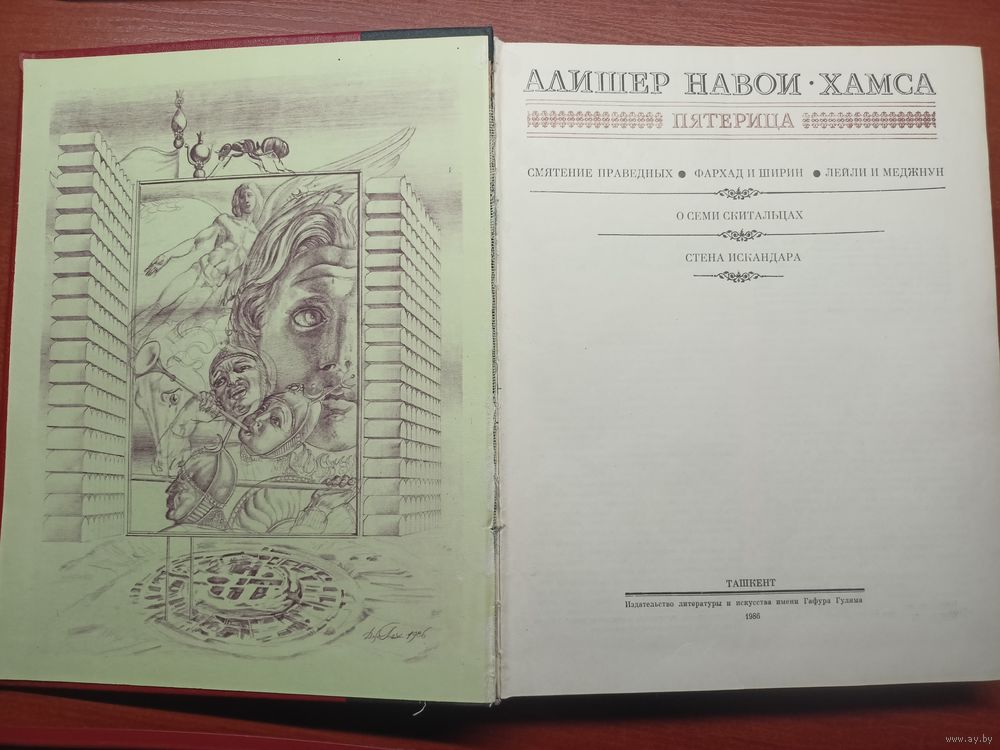 АЛИШЕР НАВОИ · ХАМСА
ПЯТЕРИЦА
СМЯТЕНИЕ ПРАВЕДНЫХ ● ФАРХАД И ШИРИН ● ЛЕЙЛИ И МЕДЖНУН
О СЕМИ СКИТАЛЬЦАХ
СТЕНА ИСКАНДАРА
ТАШКЕНТ
Издательство литературы и искусства имени Гафура Гуляма
1986
1986
www.ay.by